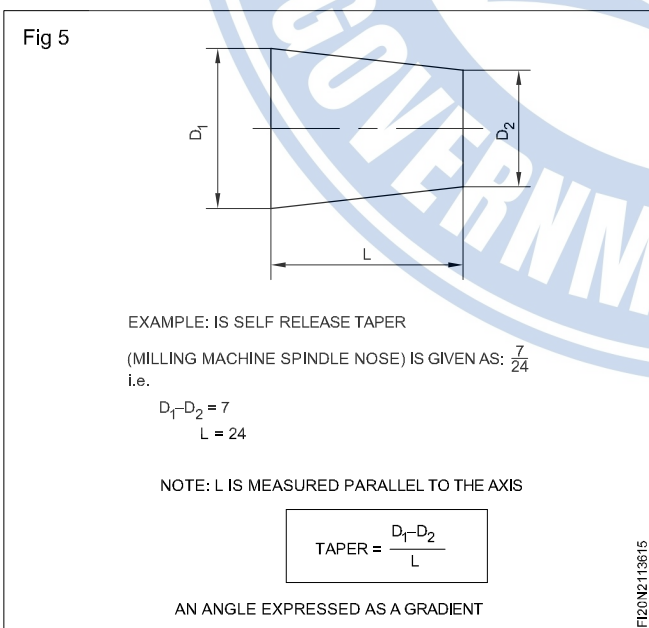 Fig 5
D₁
D₂
L
EXAMPLE: IS SELF RELEASE TAPER
(MILLING MACHINE SPINDLE NOSE) IS GIVEN AS: 7/24
i.e.
D₁–D₂ = 7
L = 24
NOTE: L IS MEASURED PARALLEL TO THE AXIS
TAPER = D₁–D₂ / L
AN ANGLE EXPRESSED AS A GRADIENT
FI20N2113615
GOVERNM